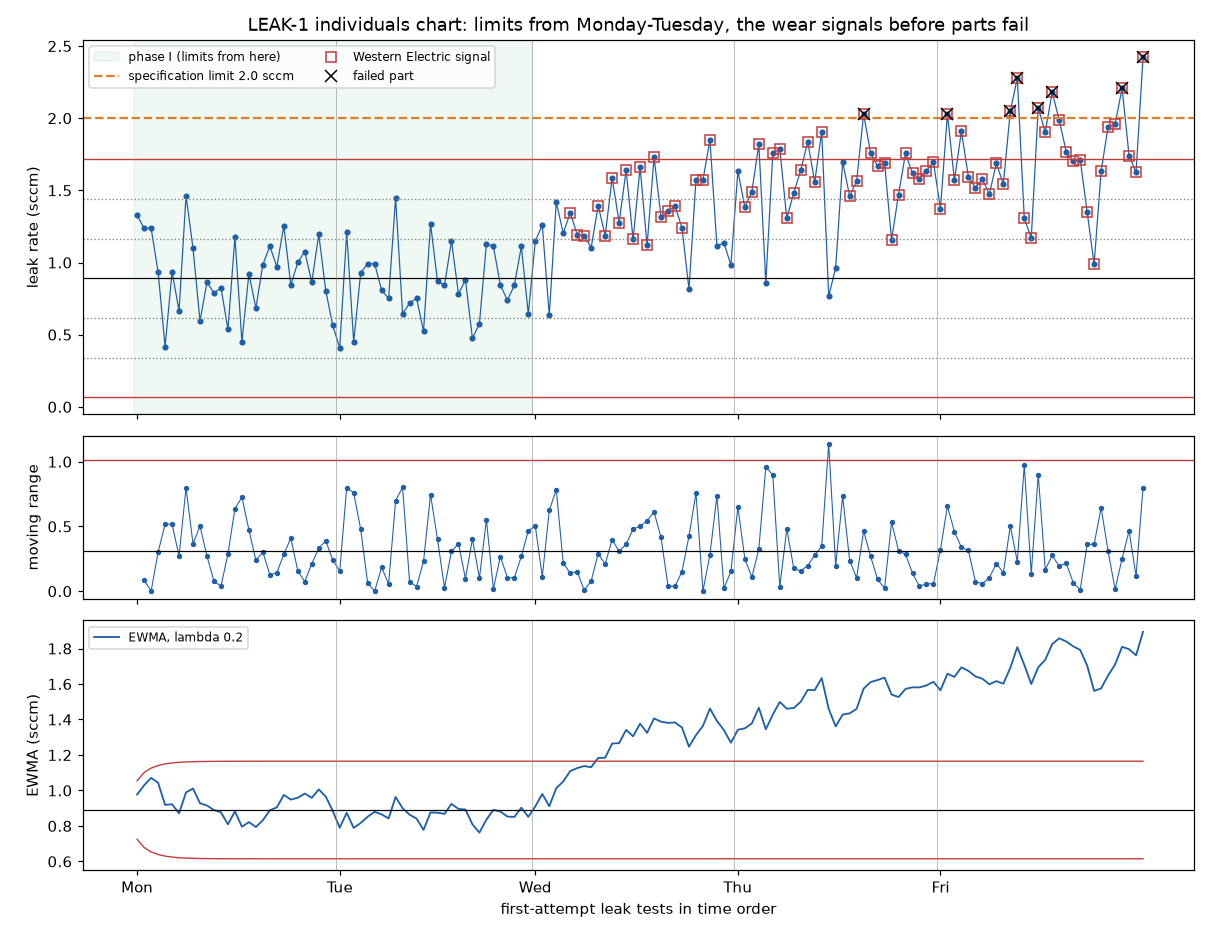 LEAK-1 individuals chart: limits from Monday-Tuesday, the wear signals before parts fail
phase I (limits from here)
specification limit 2.0 sccm
Western Electric signal
failed part
leak rate (sccm)
2.5
2.0
1.5
1.0
0.5
0.0
moving range
1.0
0.5
0.0
EWMA, lambda 0.2
EWMA (sccm)
1.8
1.6
1.4
1.2
1.0
0.8
0.6
Mon
Tue
Wed
Thu
Fri
first-attempt leak tests in time order